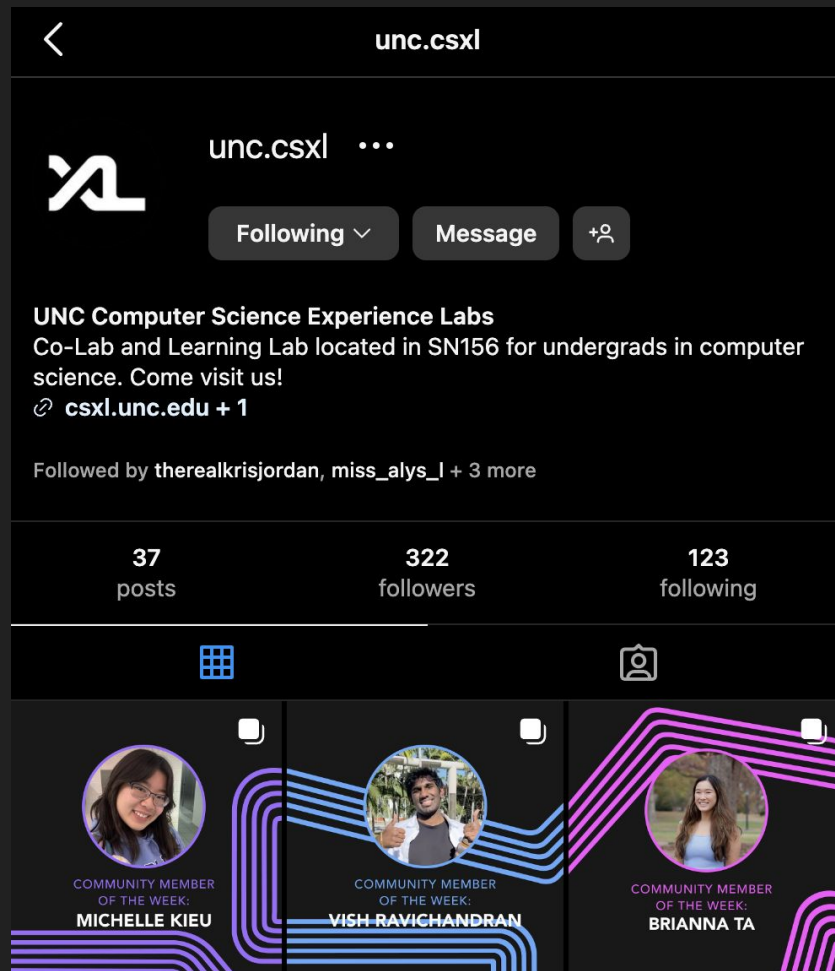 unc.csxl
unc.csxl
XL
Following
Message
UNC Computer Science Experience Labs
Co-Lab and Learning Lab located in SN156 for undergrads in computer
science. Come visit us!
csxl.unc.edu + 1
Followed by therealkrisjordan, miss_alys_l + 3 more
37
posts
322
followers
123
following
COMMUNITY MEMBER
OF THE WEEK:
MICHELLE KIEU
COMMUNITY MEMBER
OF THE WEEK:
VISH RAVICHANDRAN
COMMUNITY MEMBER
OF THE WEEK:
BRIANNA TA